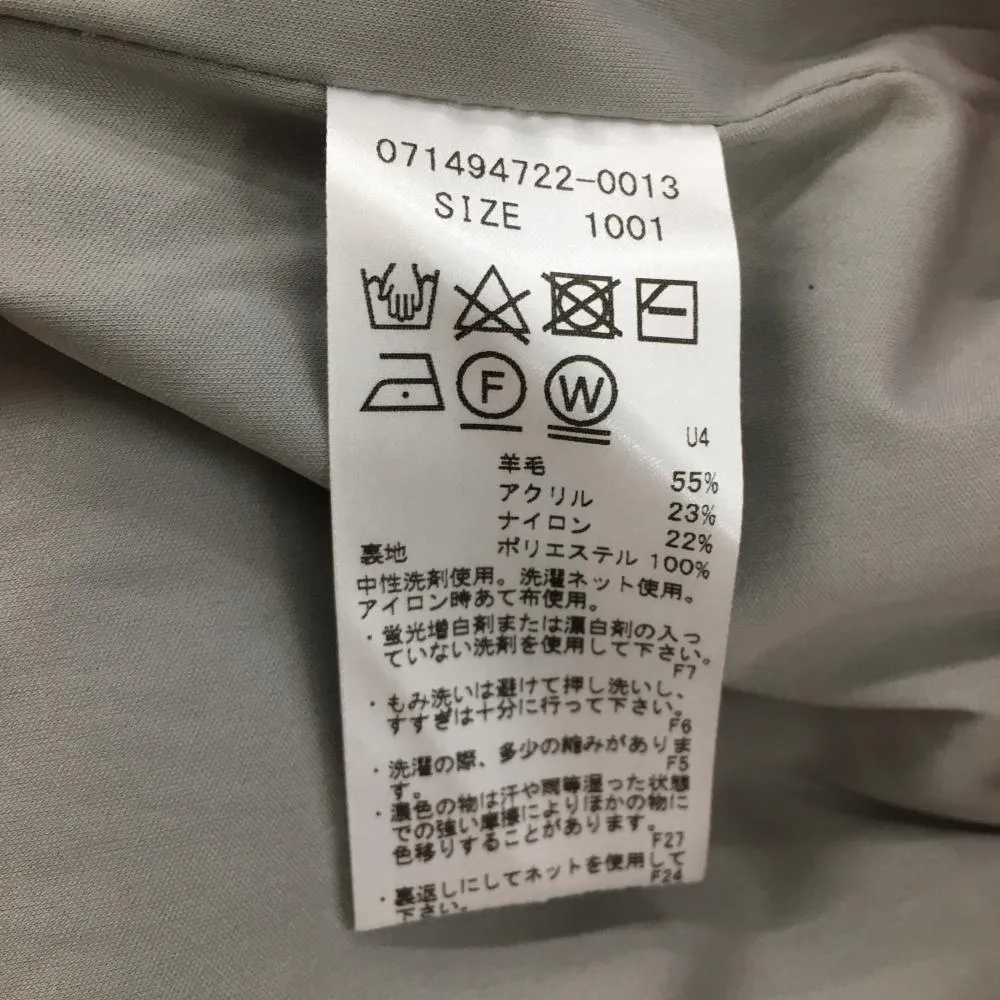 071494722-0013
SIZE 1001
F W
U4
羊毛 55%
アクリル 23%
ナイロン 22%
裏地 ポリエステル 100%
中性洗剤使用。洗濯ネット使用。
アイロン時あて布使用。
・蛍光増白剤または漂白剤の入っ
ていない洗剤を使用して下さい。
F7
・もみ洗いは避けて押し洗いし、
すすぎは十分に行って下さい。
F6
・洗濯の際、多少の縮みがありま
す。
F5
・濃色の物は汗や雨等湿った状態
での強い摩擦によりほかの物に
色移りすることがあります。
F27
・裏返しにしてネットを使用して
下さい。
F24